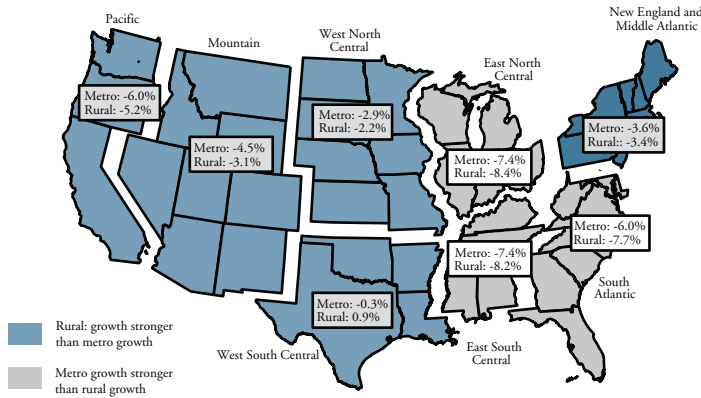 Pacific
Mountain
West North
Central
East North
Central
New England and
Middle Atlantic
Metro: -6.0%
Rural: -5.2%
Metro: -4.5%
Rural: -3.1%
Metro: -2.9%
Rural: -2.2%
Metro: -7.4%
Rural: -8.4%
Metro: -3.6%
Rural:: -3.4%
Metro: -7.4%
Rural: -8.2%
Metro: -6.0%
Rural: -7.7%
South
Atlantic
Metro: -0.3%
Rural: 0.9%
West South Central
East South
Central
Rural: growth stronger
than metro growth
Metro growth stronger
than rural growth